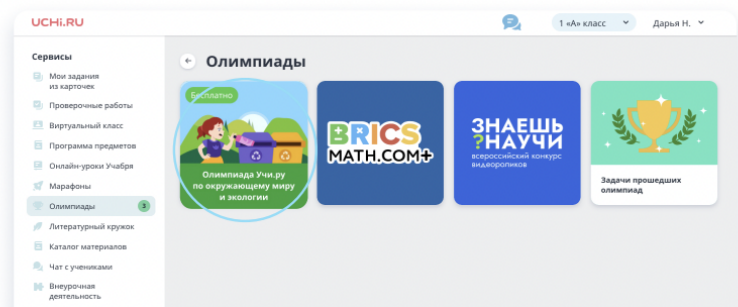 UCHi.RU
1 «А» класс
Дарья Н.
Сервисы
Мои задания
из карточек
Проверочные работы
Виртуальный класс
Программа предметов
Онлайн-уроки Учабря
Марафоны
Олимпиады
3
Литературный кружок
Каталог материалов
Чат с учениками
Внеурочная
деятельность
Олимпиады
Бесплатно
Олимпиада Учи.ру
по окружающему миру
и экологии
BRICS
MATH.COM+
ЗНАЕШЬ
?НАУЧИ
всероссийский конкурс
видеороликов
Задачи прошедших
олимпиад